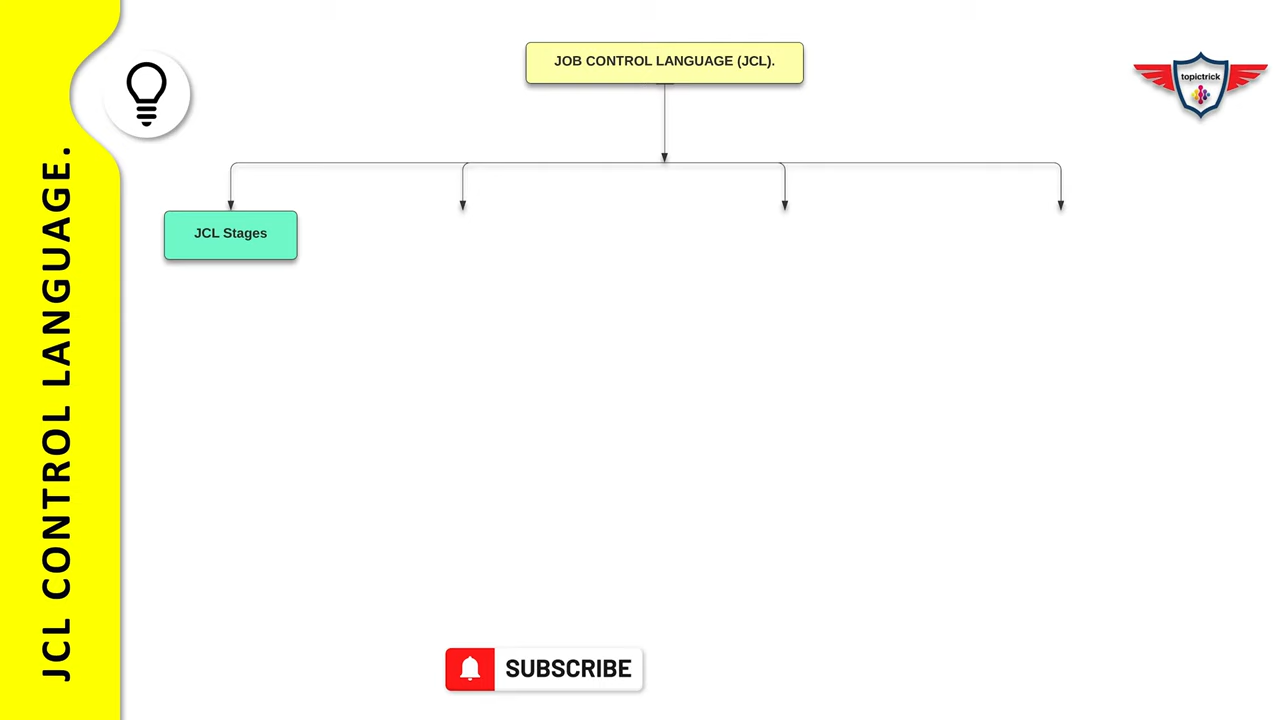 JOB CONTROL LANGUAGE (JCL).
topictrick
JCL CONTROL LANGUAGE.
JCL Stages
SUBSCRIBE